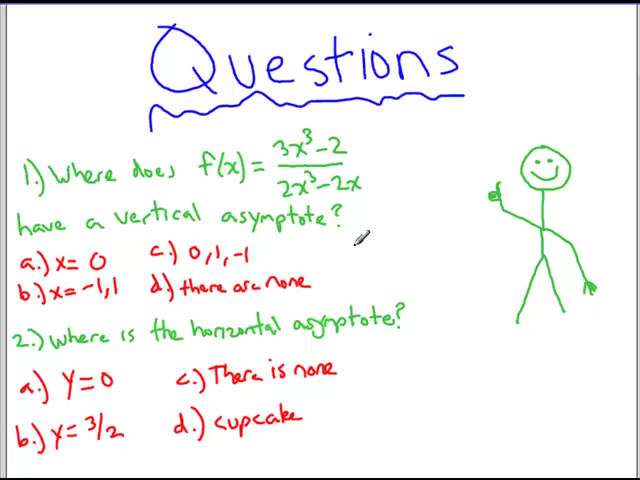 Questions
1.) Where does f(x) = 3x³-2 / 2x³-2x
have a vertical asymptote?
a.) x = 0 c.) 0, 1, -1
b.) x = -1, 1 d.) there are none
2.) Where is the horizontal asymptote?
a.) y = 0 c.) There is none
b.) y = 3/2 d.) cupcake